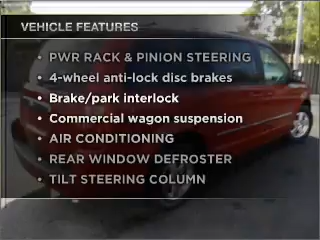 VEHICLE FEATURES
• PWR RACK & PINION STEERING
• 4-wheel anti-lock disc brakes
• Brake/park interlock
• Commercial wagon suspension
• AIR CONDITIONING
• REAR WINDOW DEFROSTER
• TILT STEERING COLUMN